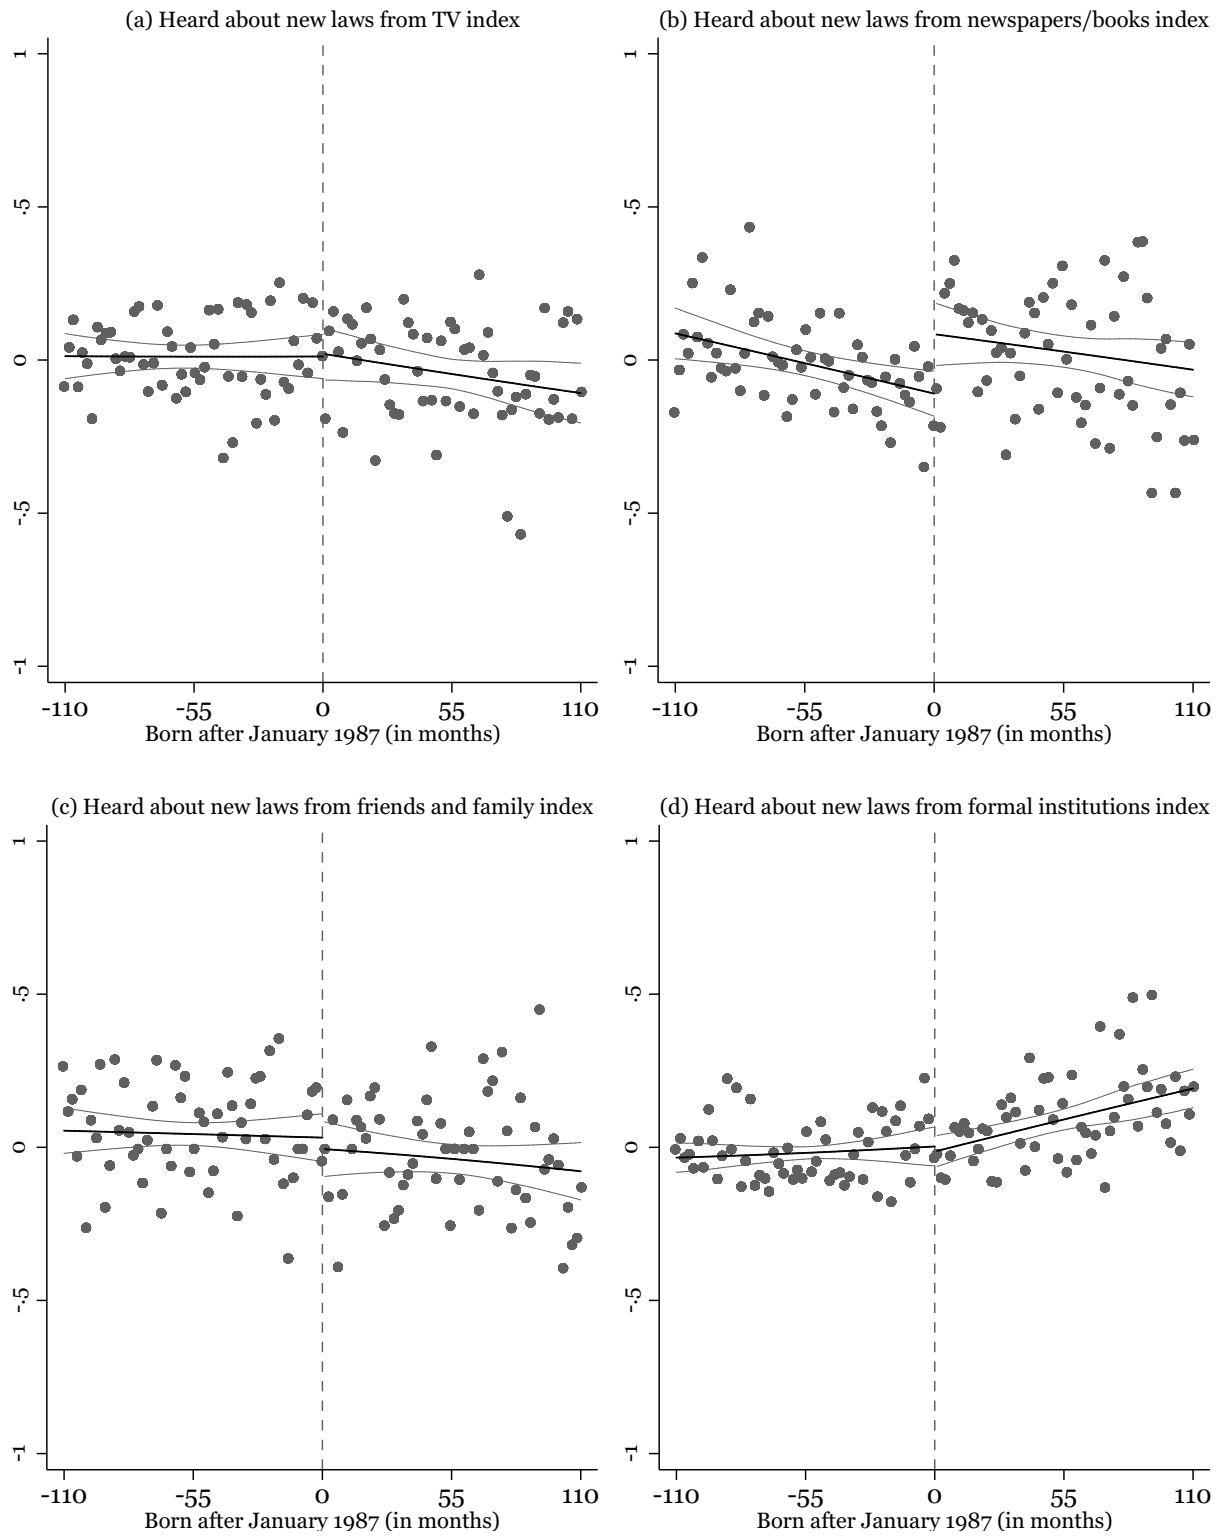 (a) Heard about new laws from TV index
1
.5
0
-.5
-1
-110 -55 0 55 110
Born after January 1987 (in months)
(b) Heard about new laws from newspapers/books index
1
.5
0
-.5
-1
-110 -55 0 55 110
Born after January 1987 (in months)
(c) Heard about new laws from friends and family index
1
.5
0
-.5
-1
-110 -55 0 55 110
Born after January 1987 (in months)
(d) Heard about new laws from formal institutions index
1
.5
0
-.5
-1
-110 -55 0 55 110
Born after January 1987 (in months)